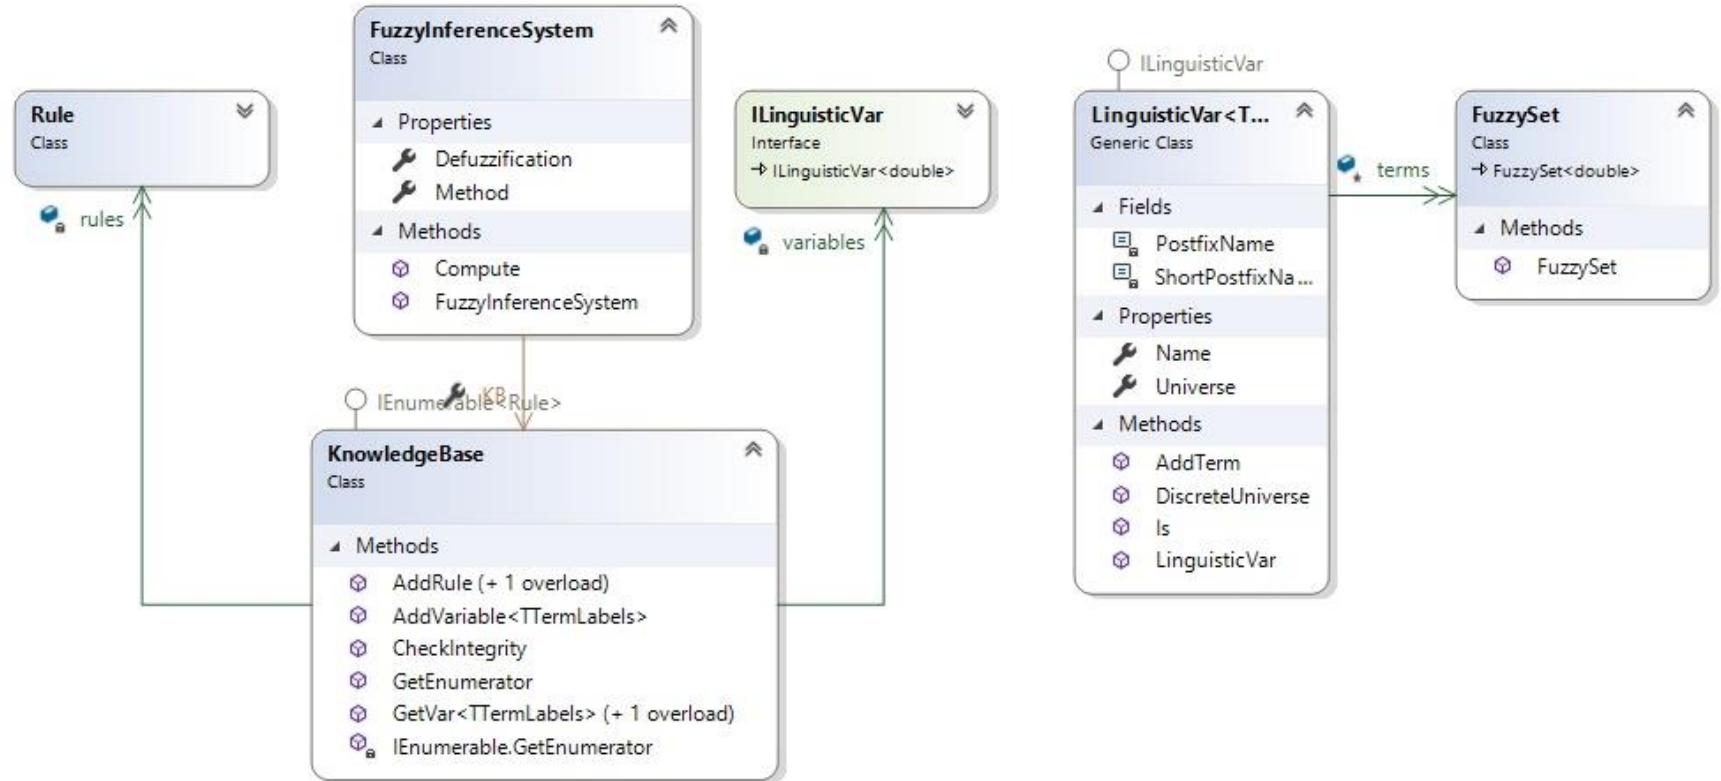 Rule
Class
rules
FuzzyInferenceSystem
Class
Properties
Defuzzification
Method
Methods
Compute
FuzzyInferenceSystem
ILinguisticVar
Interface
ILinguisticVar<double>
variables
KB
IEnumerable<Rule>
KnowledgeBase
Class
Methods
AddRule (+ 1 overload)
AddVariable<TTermLabels>
CheckIntegrity
GetEnumerator
GetVar<TTermLabels> (+ 1 overload)
IEnumerable.GetEnumerator
ILinguisticVar
LinguisticVar<T...
Generic Class
Fields
PostfixName
ShortPostfixNa...
Properties
Name
Universe
Methods
AddTerm
DiscreteUniverse
Is
LinguisticVar
terms
FuzzySet
Class
FuzzySet<double>
Methods
FuzzySet